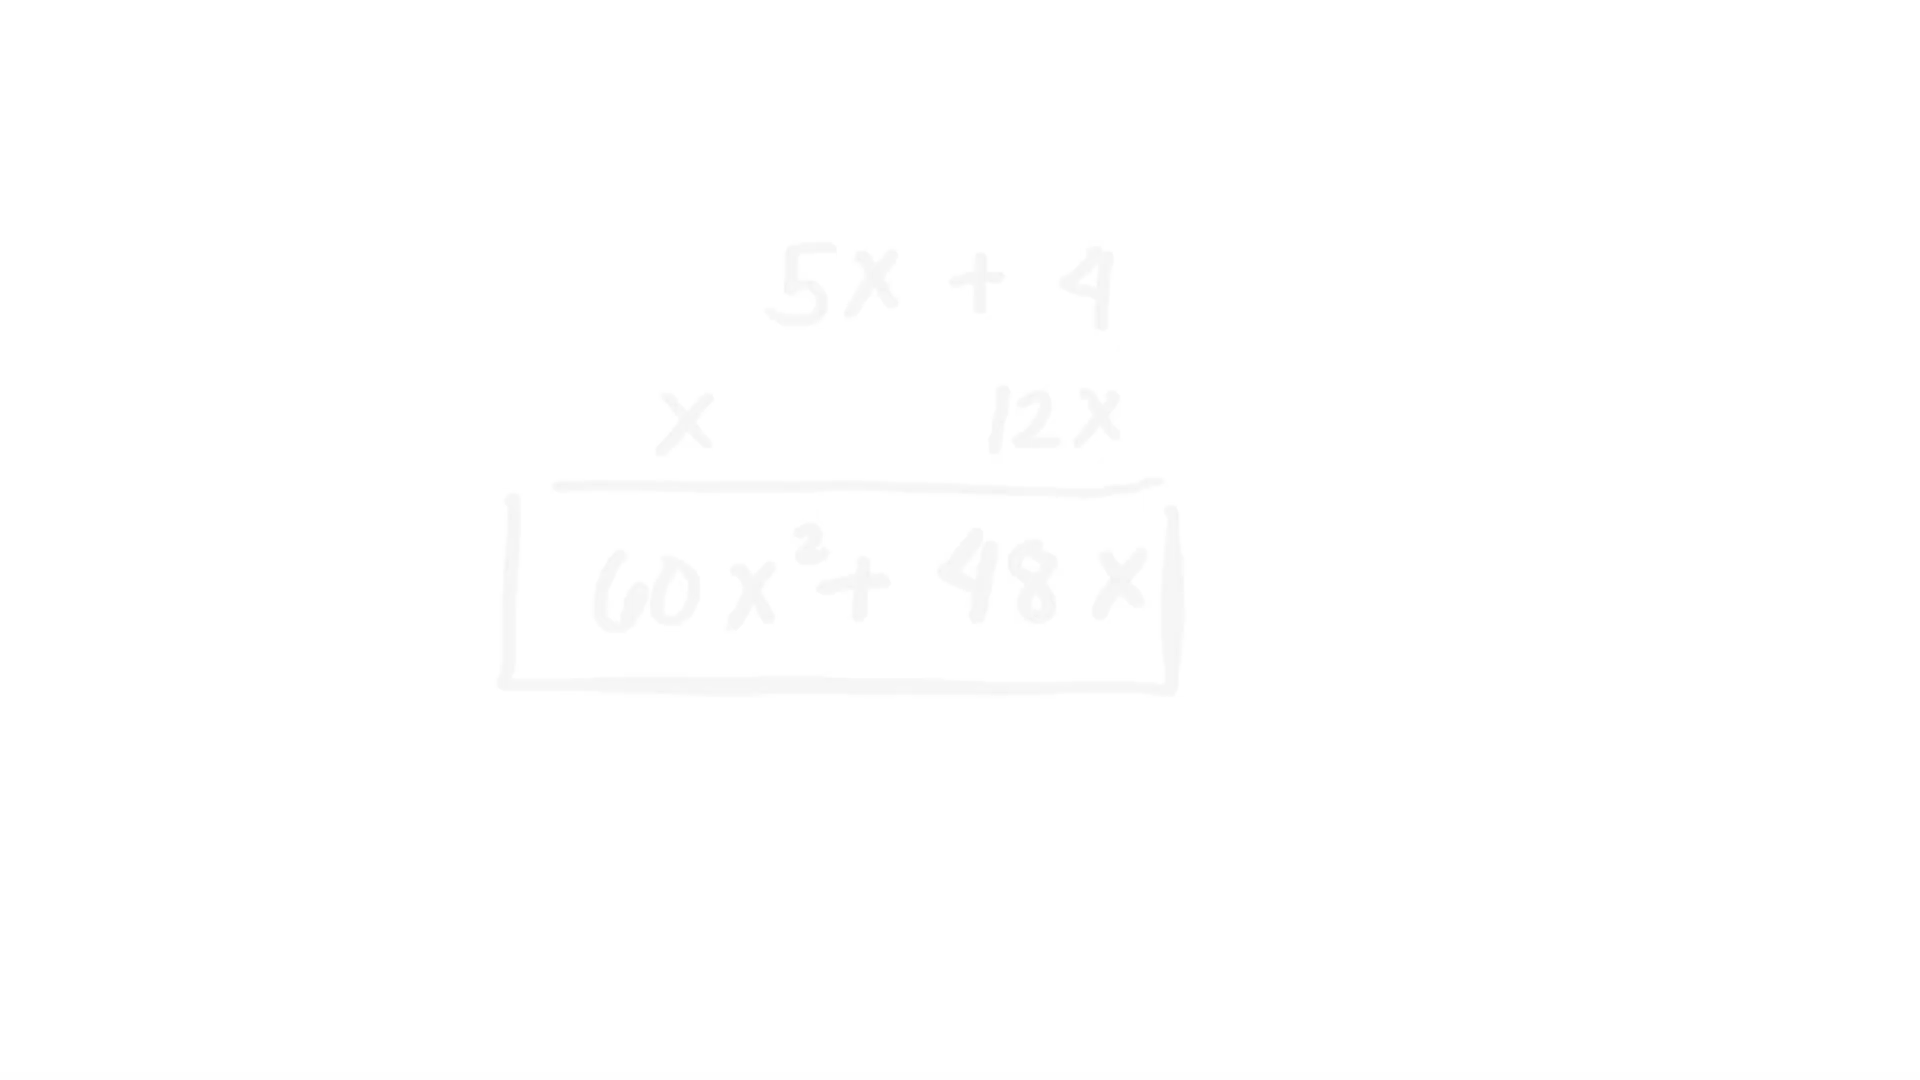 5x + 4
x 12x
60x² + 48x